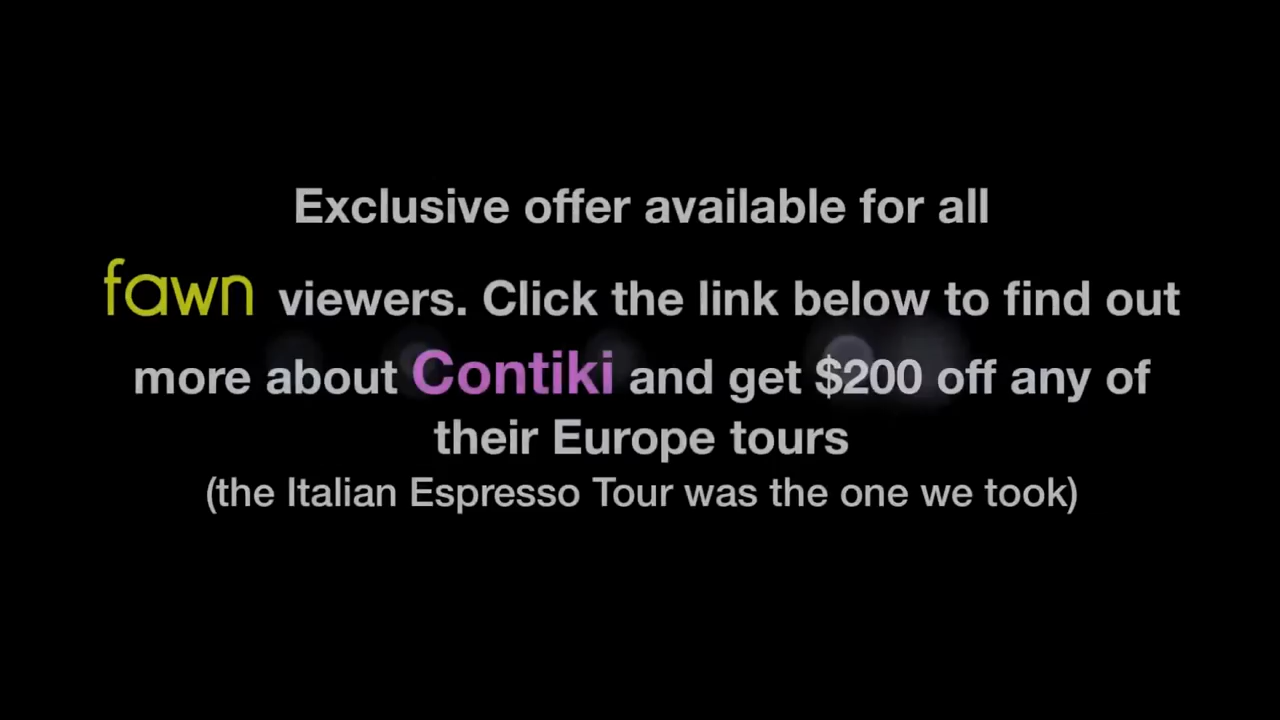 Exclusive offer available for all
fawn viewers. Click the link below to find out
more about Contiki and get $200 off any of
their Europe tours
(the Italian Espresso Tour was the one we took)